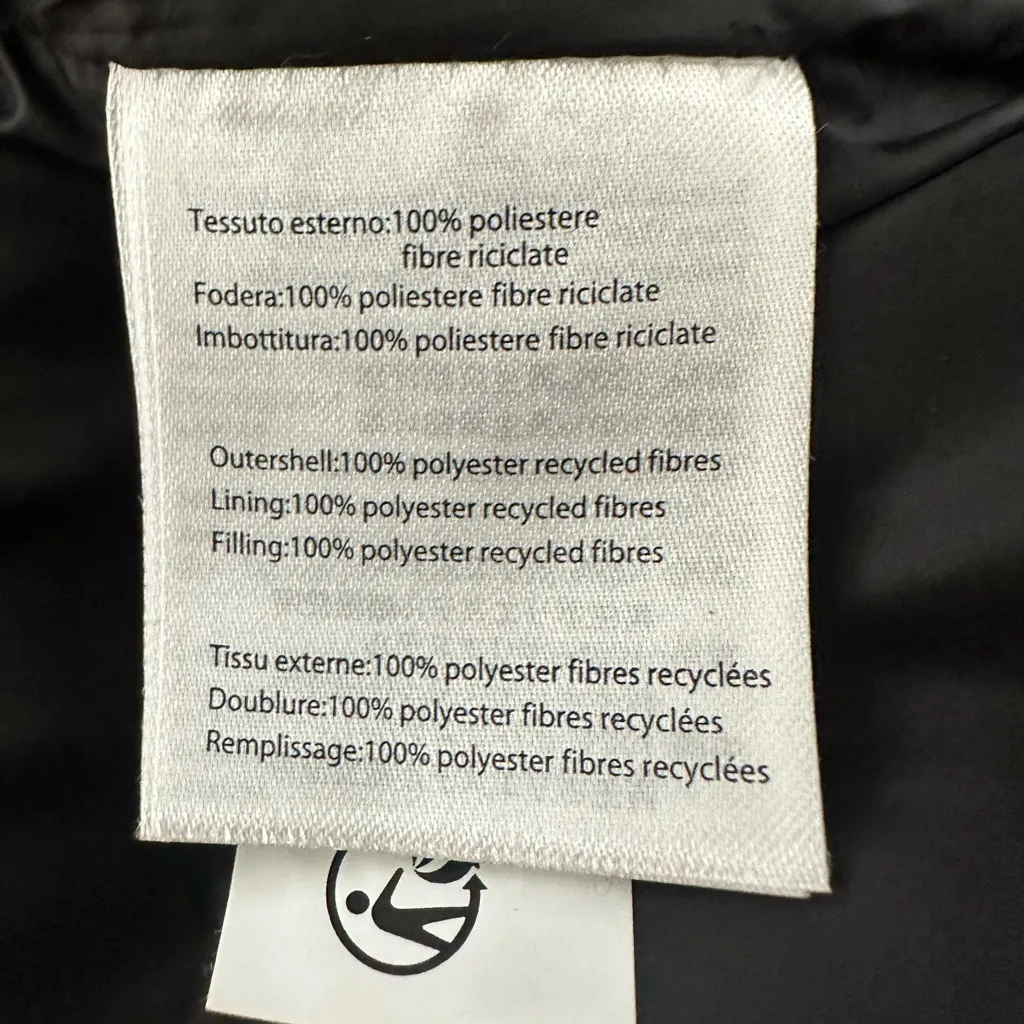 Tessuto esterno:100% poliestere
fibre riciclate
Fodera:100% poliestere fibre riciclate
Imbottitura:100% poliestere fibre riciclate
Outershell:100% polyester recycled fibres
Lining:100% polyester recycled fibres
Filling:100% polyester recycled fibres
Tissu externe:100% polyester fibres recyclées
Doublure:100% polyester fibres recyclées
Remplissage:100% polyester fibres recyclées